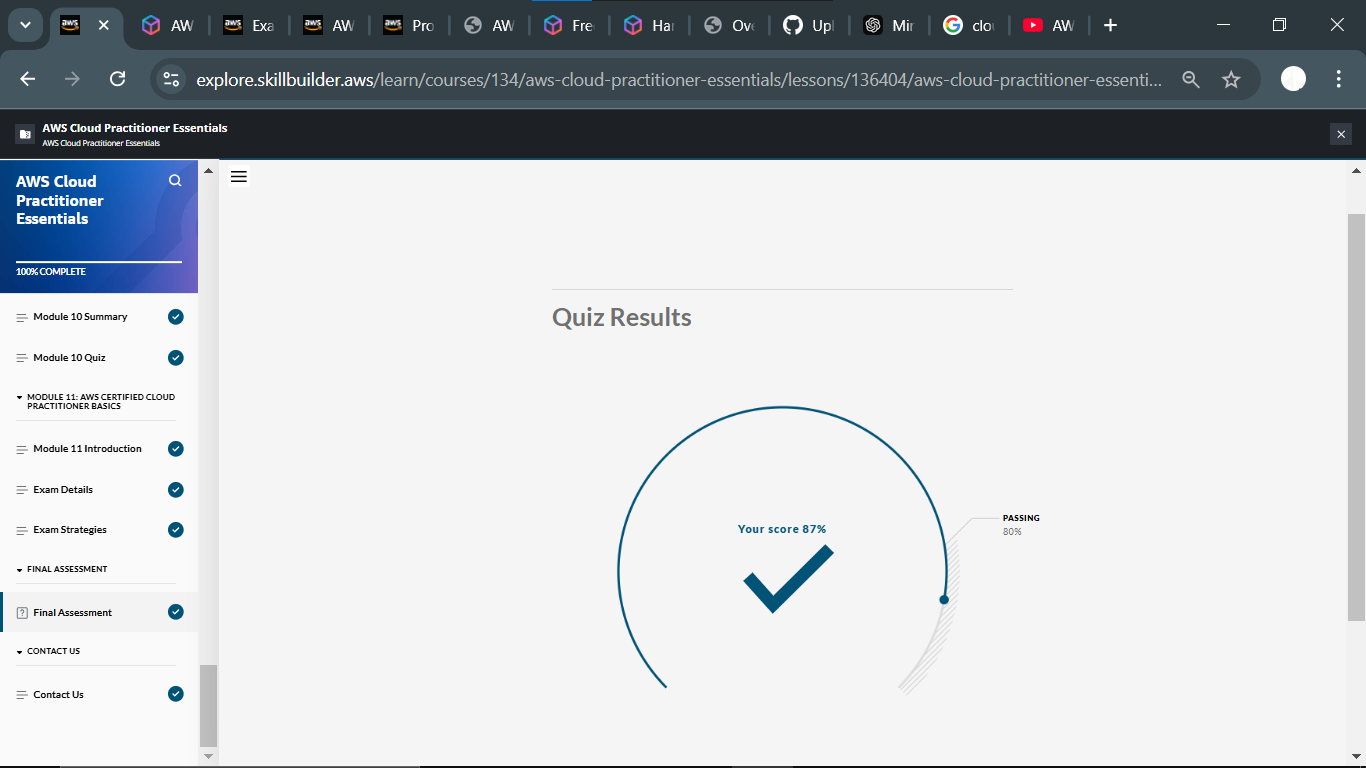 aws
AW
aws
Exa
aws
AW
aws
Pro
AW
Fre
Har
Ove
Upl
Mir
clo
AW
explore.skillbuilder.aws/learn/courses/134/aws-cloud-practitioner-essentials/lessons/136404/aws-cloud-practitioner-essenti...
AWS Cloud Practitioner Essentials
AWS Cloud Practitioner Essentials
AWS Cloud
Practitioner
Essentials
100% COMPLETE
Module 10 Summary
Module 10 Quiz
MODULE 11: AWS CERTIFIED CLOUD
PRACTITIONER BASICS
Module 11 Introduction
Exam Details
Exam Strategies
FINAL ASSESSMENT
Final Assessment
CONTACT US
Contact Us
Quiz Results
Your score 87%
PASSING
80%